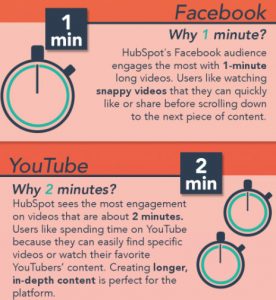 Facebook
1
min
Why 1 minute?
HubSpot's Facebook audience
engages the most with 1-minute
long videos. Users like watching
snappy videos that they can quickly
like or share before scrolling down
to the next piece of content.
YouTube
2
min
Why 2 minutes?
HubSpot sees the most engagement
on videos that are about 2 minutes.
Users like spending time on YouTube
because they can easily find specific
videos or watch their favorite
YouTubers' content. Creating longer,
in-depth content is perfect for the
platform.